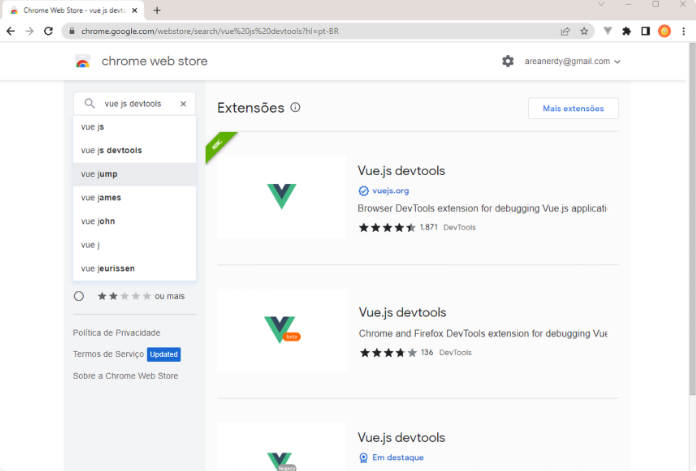 Chrome Web Store - vue js devto
chrome.google.com/webstore/search/vue%20js%20devtools?hl=pt-BR
chrome web store
areanerdy@gmail.com
vue js devtools
vue js
vue js devtools
vue jump
vue james
vue john
vue j
vue jeurissen
ou mais
Política de Privacidade
Termos de Serviço Updated
Sobre a Chrome Web Store
Extensões
Mais extensões
Vue.js devtools
vuejs.org
Browser DevTools extension for debugging Vue.js applicati
1.871 DevTools
Vue.js devtools
beta
Chrome and Firefox DevTools extension for debugging Vue
136 DevTools
Vue.js devtools
Em destaque